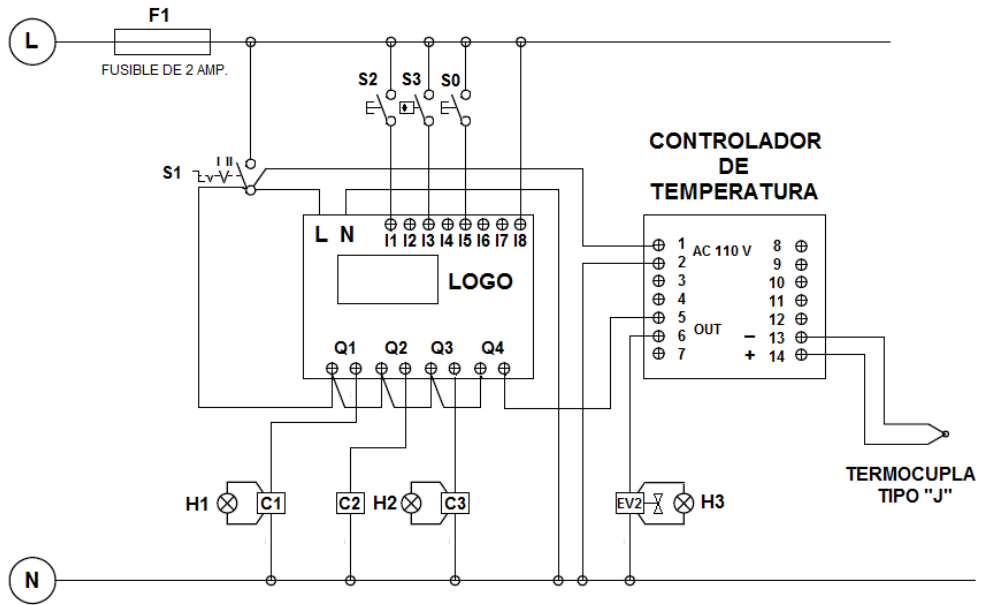 F1
L
FUSIBLE DE 2 AMP.
S2 S3 S0
CONTROLADOR
DE
TEMPERATURA
S1
I II
L N
I1 I2 I3 I4 I5 I6 I7 I8
LOGO
Q1 Q2 Q3 Q4
1 AC 110 V 8
2 9
3 10
4 11
5 12
6 OUT − 13
7 + 14
TERMOCUPLA
TIPO "J"
H1 C1 C2 H2 C3 EV2 H3
N